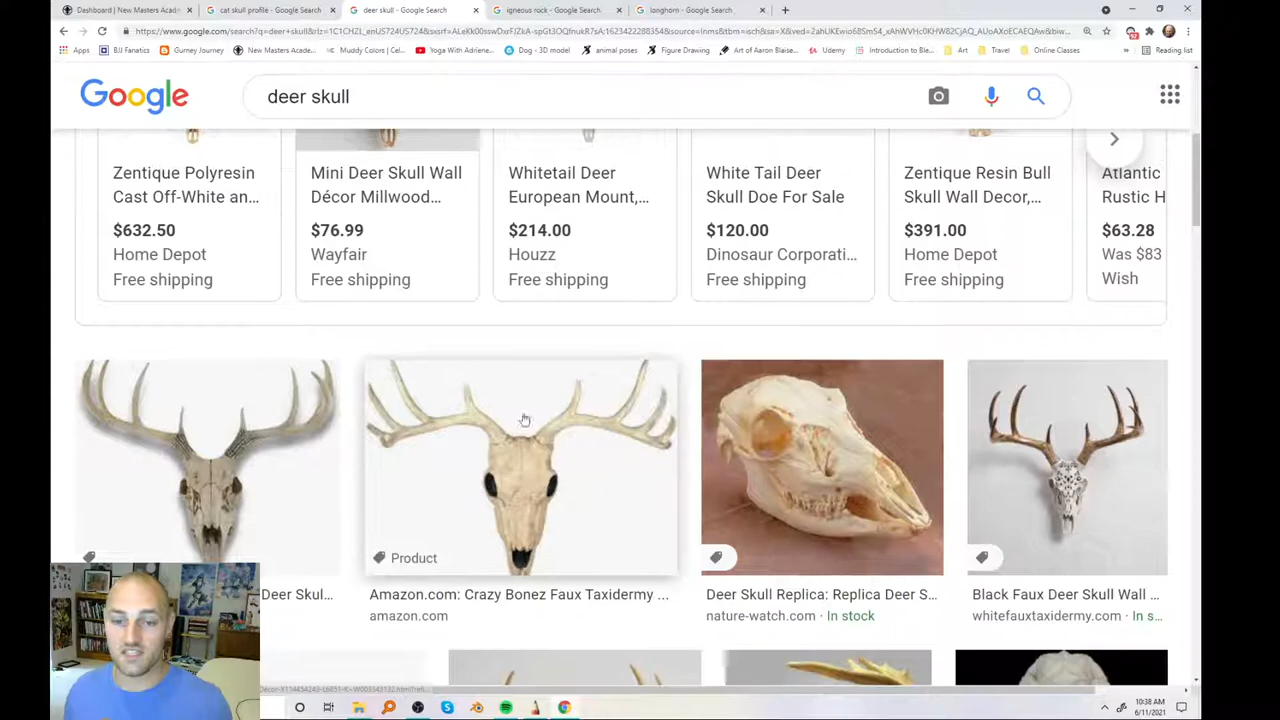 Dashboard | New Masters Acad
cat skull profile - Google Search
deer skull - Google Search
igneous rock - Google Search
longhorn - Google Search
Apps
BJJ Fanatics
Gurney Journey
New Masters Acade...
Muddy Colors
Yoga With Adriene...
Dog - 3D model
animal poses
Figure Drawing
Art of Aaron Blaise...
Udemy
Introduction to Ble...
Art
Travel
Online Classes
Reading list
Google
deer skull
Zentique Polyresin
Cast Off-White an...
$632.50
Home Depot
Free shipping
Mini Deer Skull Wall
Décor Millwood...
$76.99
Wayfair
Free shipping
Whitetail Deer
European Mount,...
$214.00
Houzz
Free shipping
White Tail Deer
Skull Doe For Sale
$120.00
Dinosaur Corporati...
Free shipping
Zentique Resin Bull
Skull Wall Decor,...
$391.00
Home Depot
Free shipping
Atlantic
Rustic H
$63.28
Was $83
Wish
Product
Deer Skul...
Amazon.com: Crazy Bonez Faux Taxidermy ...
amazon.com
Deer Skull Replica: Replica Deer S...
nature-watch.com · In stock
Black Faux Deer Skull Wall ...
whitefauxtaxidermy.com · In s...
10:38 AM
6/11/2021